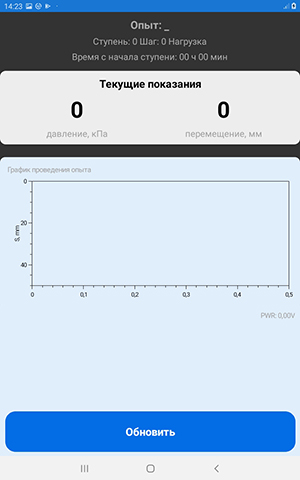 14:23
Опыт: _
Ступень: 0 Шаг: 0 Нагрузка
Время с начала ступени: 00 ч 00 мин
Текущие показания
0 0
давление, кПа перемещение, мм
График проведения опыта
0
20
40
S, mm
0 0,1 0,2 0,3 0,4 0,5
PWR: 0,00V
Обновить